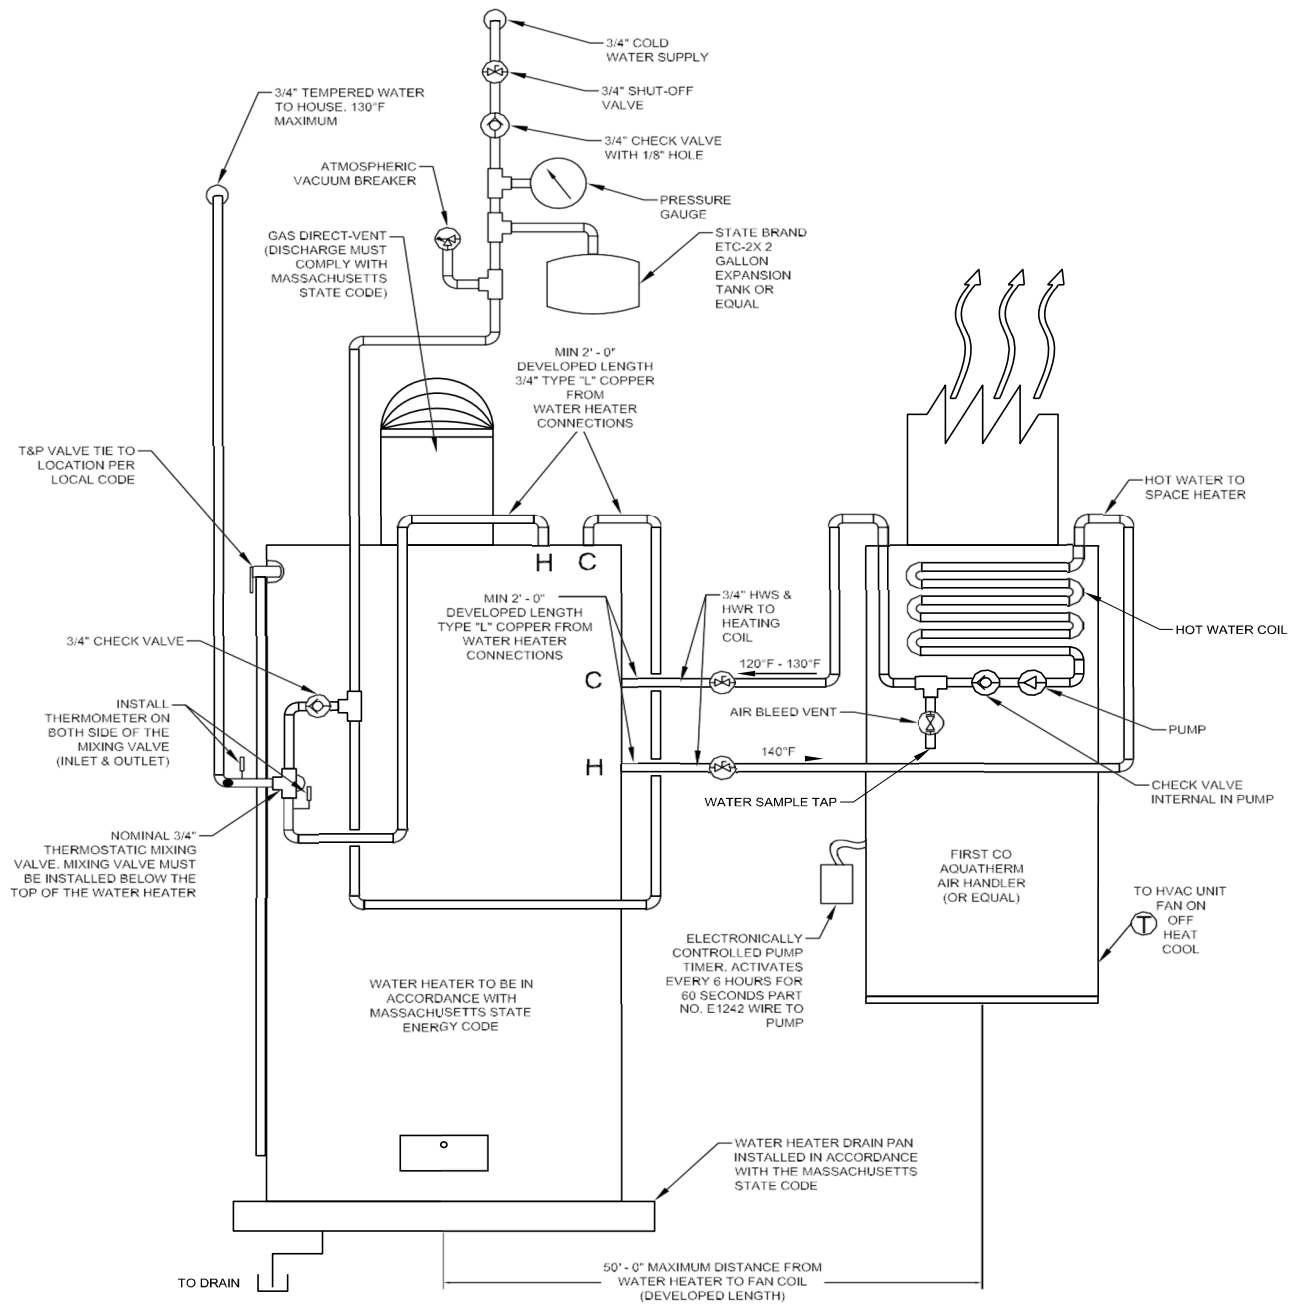 3/4" COLD
WATER SUPPLY
3/4" SHUT-OFF
VALVE
3/4" TEMPERED WATER
TO HOUSE. 130°F
MAXIMUM
3/4" CHECK VALVE
WITH 1/8" HOLE
ATMOSPHERIC
VACUUM BREAKER
PRESSURE
GAUGE
GAS DIRECT-VENT
(DISCHARGE MUST
COMPLY WITH
MASSACHUSETTS
STATE CODE)
STATE BRAND
ETC-2X 2
GALLON
EXPANSION
TANK OR
EQUAL
MIN 2' - 0"
DEVELOPED LENGTH
3/4" TYPE "L" COPPER
FROM
WATER HEATER
CONNECTIONS
T&P VALVE TIE TO
LOCATION PER
LOCAL CODE
HOT WATER TO
SPACE HEATER
H
C
MIN 2' - 0"
DEVELOPED LENGTH
TYPE "L" COPPER FROM
WATER HEATER
CONNECTIONS
3/4" HWS &
HWR TO
HEATING
COIL
HOT WATER COIL
3/4" CHECK VALVE
120°F - 130°F
C
INSTALL
THERMOMETER ON
BOTH SIDE OF THE
MIXING VALVE
(INLET & OUTLET)
AIR BLEED VENT
PUMP
140°F
H
WATER SAMPLE TAP
CHECK VALVE
INTERNAL IN PUMP
NOMINAL 3/4"
THERMOSTATIC MIXING
VALVE. MIXING VALVE MUST
BE INSTALLED BELOW THE
TOP OF THE WATER HEATER
FIRST CO
AQUATHERM
AIR HANDLER
(OR EQUAL)
TO HVAC UNIT
FAN ON
OFF
HEAT
COOL
T
ELECTRONICALLY
CONTROLLED PUMP
TIMER. ACTIVATES
EVERY 6 HOURS FOR
60 SECONDS PART
NO. E1242 WIRE TO
PUMP
WATER HEATER TO BE IN
ACCORDANCE WITH
MASSACHUSETTS STATE
ENERGY CODE
WATER HEATER DRAIN PAN
INSTALLED IN ACCORDANCE
WITH THE MASSACHUSETTS
STATE CODE
TO DRAIN
50' - 0" MAXIMUM DISTANCE FROM
WATER HEATER TO FAN COIL
(DEVELOPED LENGTH)